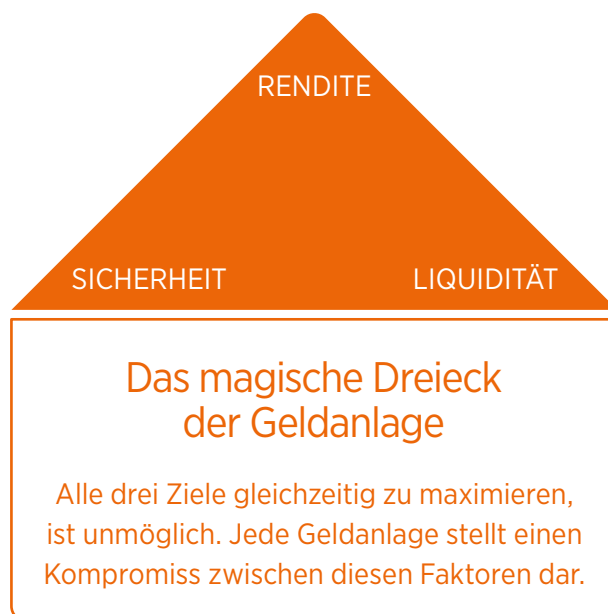 RENDITE
SICHERHEIT LIQUIDITÄT
Das magische Dreieck
der Geldanlage
Alle drei Ziele gleichzeitig zu maximieren,
ist unmöglich. Jede Geldanlage stellt einen
Kompromiss zwischen diesen Faktoren dar.